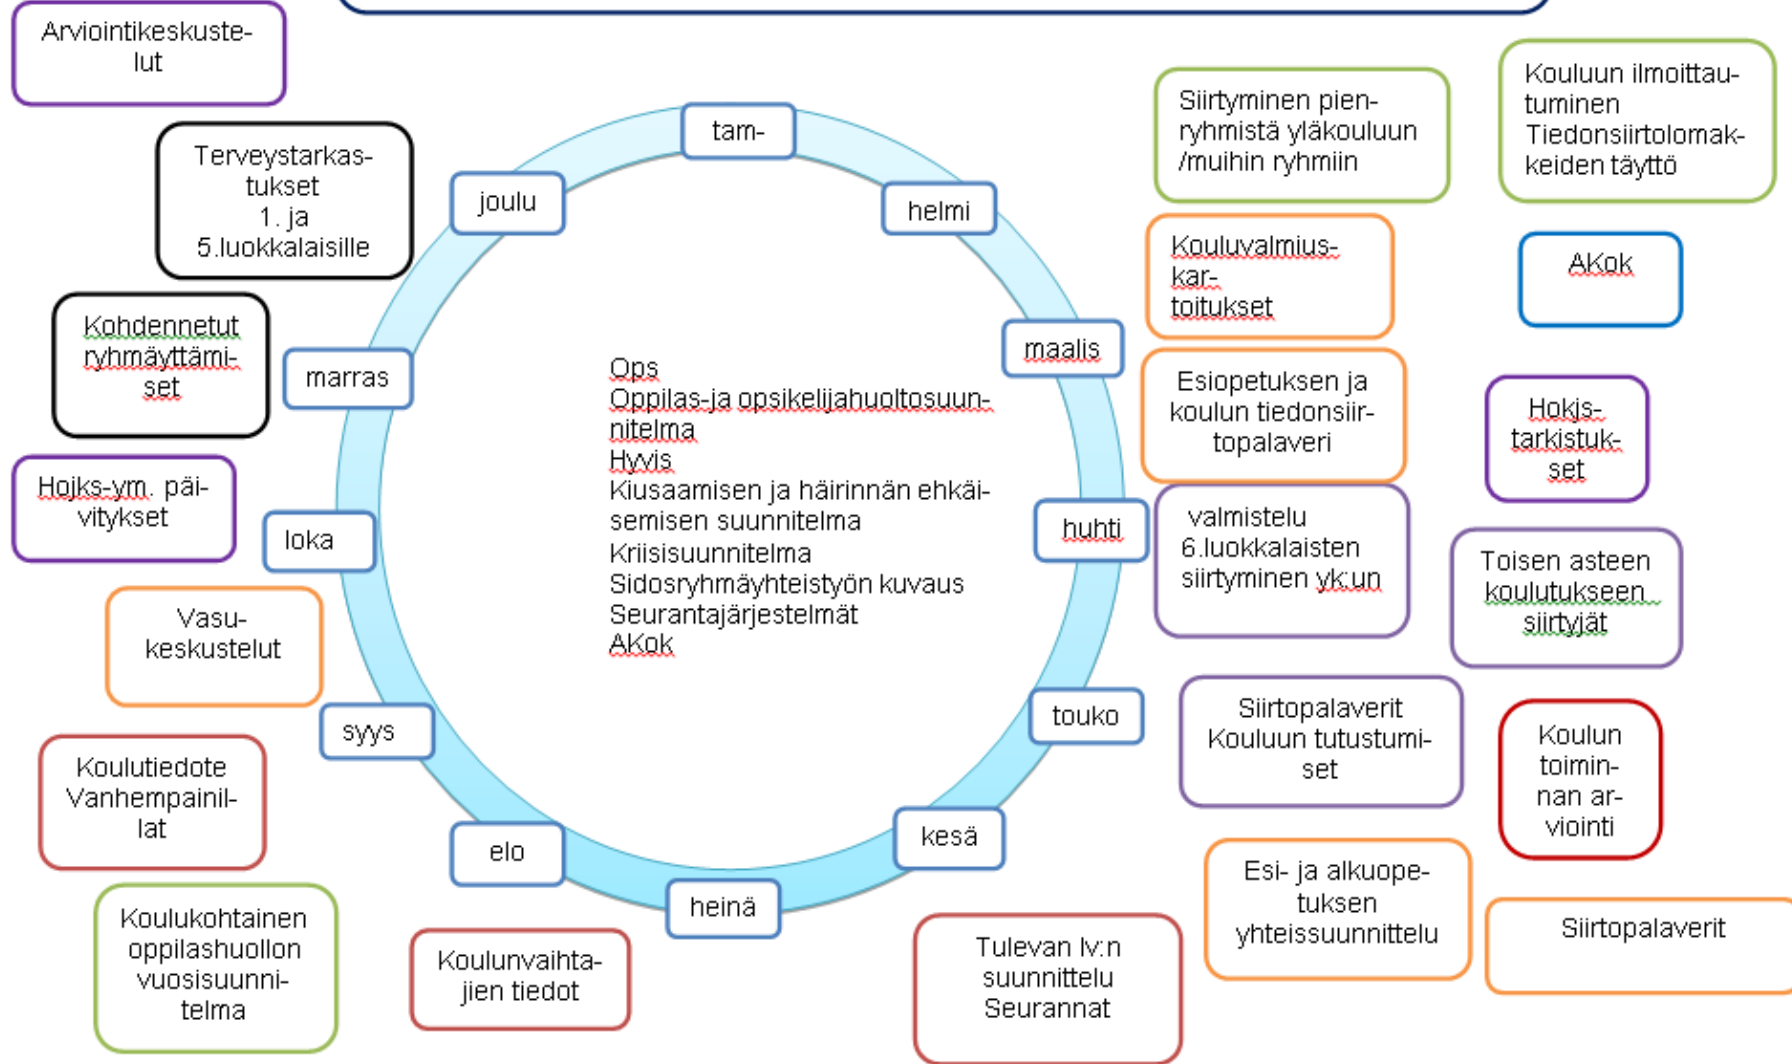 Arviointikeskuste-
lut
Terveystarkas-
tukset
1. ja
5.luokkalaisille
Kohdennetut
ryhmäyttämi-
set
Hojks-ym. päi-
vitykset
Vasu-
keskustelut
Koulutiedote
Vanhempainil-
lat
Koulukohtainen
oppilashuollon
vuosisuunni-
telma
Koulunvaihta-
jien tiedot
tam-
helmi
maalis
huhti
touko
kesä
heinä
elo
syys
loka
marras
joulu
Ops
Oppilas-ja opsikelijahuoltosuun-
nitelma
Hyvis
Kiusaamisen ja häirinnän ehkäi-
semisen suunnitelma
Kriisisuunnitelma
Sidosryhmäyhteistyön kuvaus
Seurantajärjestelmät
AKok
Siirtyminen pien-
ryhmistä yläkouluun
/muihin ryhmiin
Kouluvalmius-
kar-
toitukset
Esiopetuksen ja
koulun tiedonsiir-
topalaveri
valmistelu
6.luokkalaisten
siirtyminen yk:un
Siirtopalaverit
Kouluun tutustumi-
set
Esi- ja alkuope-
tuksen
yhteissuunnittelu
Tulevan lv:n
suunnittelu
Seurannat
Kouluun ilmoittau-
tuminen
Tiedonsiirtolomak-
keiden täyttö
AKok
Hokjs-
tarkistuk-
set
Toisen asteen
koulutukseen
siirtyjät
Koulun
toimin-
nan ar-
viointi
Siirtopalaverit